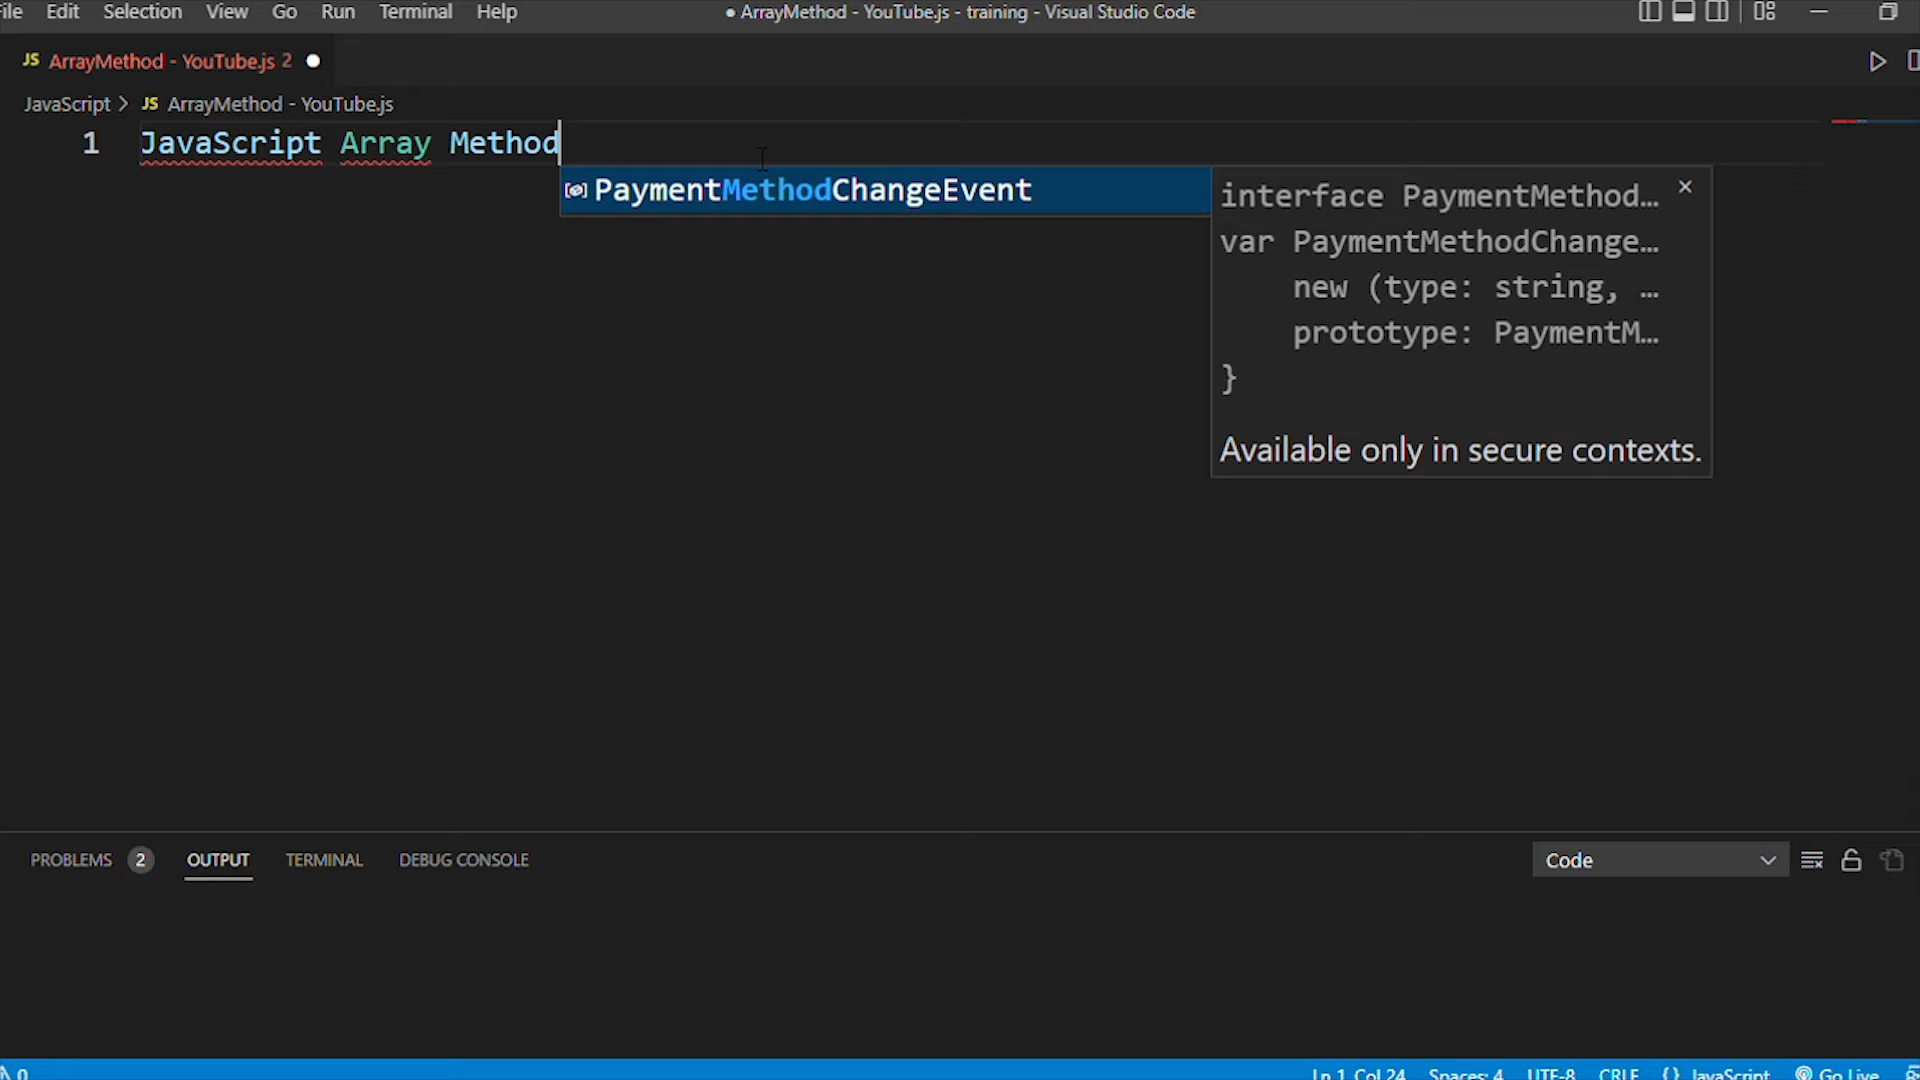 File Edit Selection View Go Run Terminal Help
● ArrayMethod - YouTube.js - training - Visual Studio Code
JS ArrayMethod - YouTube.js 2 ●
JavaScript > JS ArrayMethod - YouTube.js
1 JavaScript Array Method
PaymentMethodChangeEvent
interface PaymentMethod…
var PaymentMethodChange…
new (type: string, …
prototype: PaymentM…
}
Available only in secure contexts.
PROBLEMS 2 OUTPUT TERMINAL DEBUG CONSOLE
Code
0 Ln 1, Col 24 Spaces: 4 UTF-8 CRLF {} JavaScript Go Live